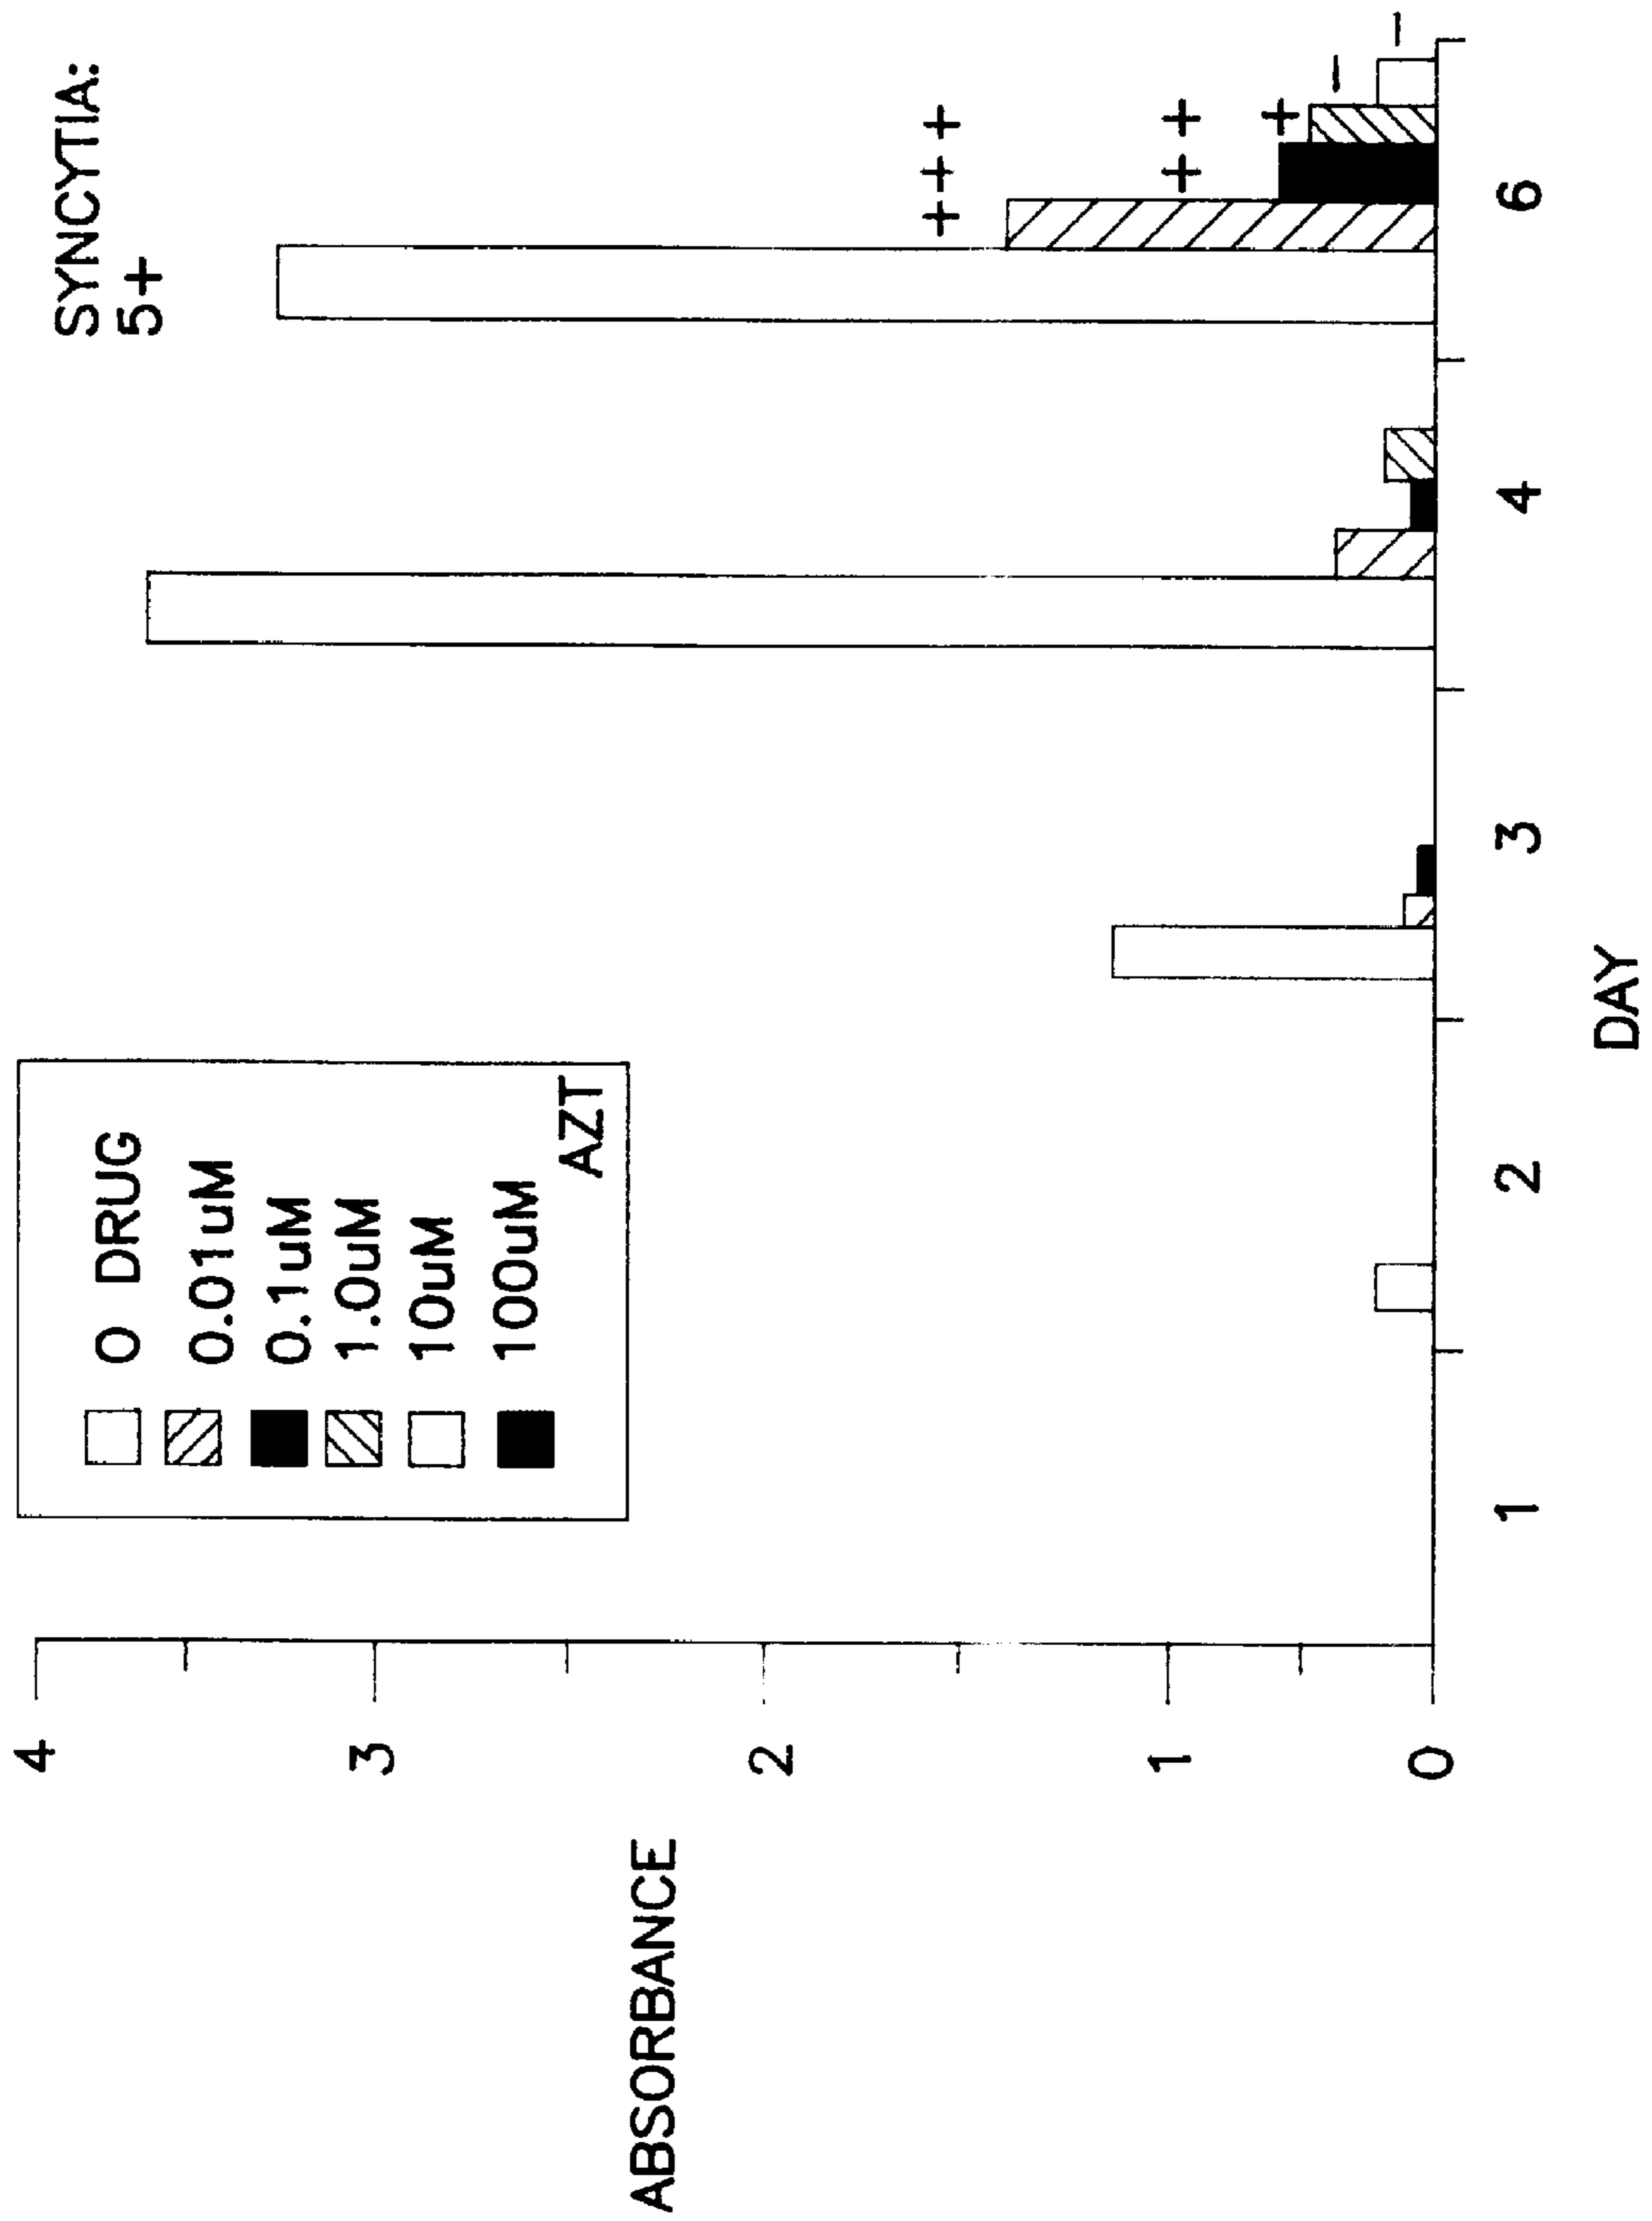 SYNCYTIA:
5+
+++
++
+
−
−
0 DRUG
0.01uM
0.1uM
1.0uM
10uM
100uM
AZT
4
3
2
1
0
ABSORBANCE
1 2 3 4 6
DAY